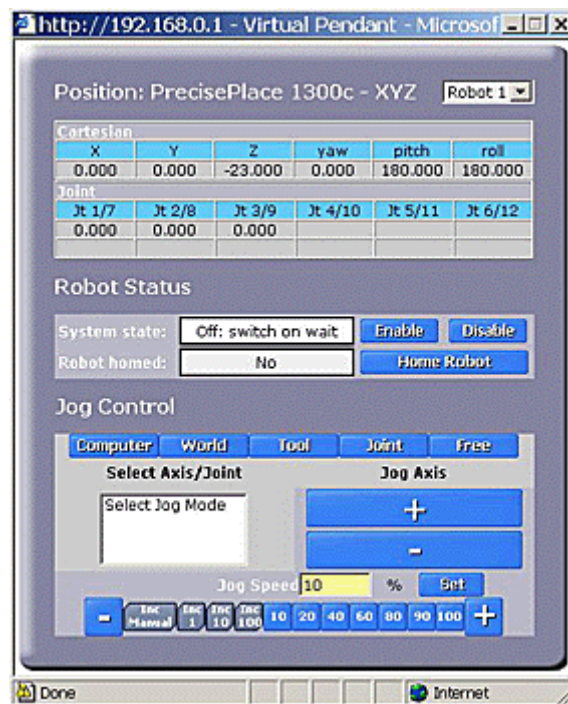 http://192.168.0.1 - Virtual Pendant - Microsof
Position: PrecisePlace 1300c - XYZ Robot 1
Cartesian
X Y Z yaw pitch roll
0.000 0.000 -23.000 0.000 180.000 180.000
Joint
Jt 1/7 Jt 2/8 Jt 3/9 Jt 4/10 Jt 5/11 Jt 6/12
0.000 0.000 0.000
Robot Status
System state: Off: switch on wait Enable Disable
Robot homed: No Home Robot
Jog Control
Computer World Tool Joint Free
Select Axis/Joint Jog Axis
Select Jog Mode +
-
Jog Speed 10 % Set
- Inc Manual Inc 1 Inc 10 Inc 100 10 20 40 60 80 90 100 +
Done Internet